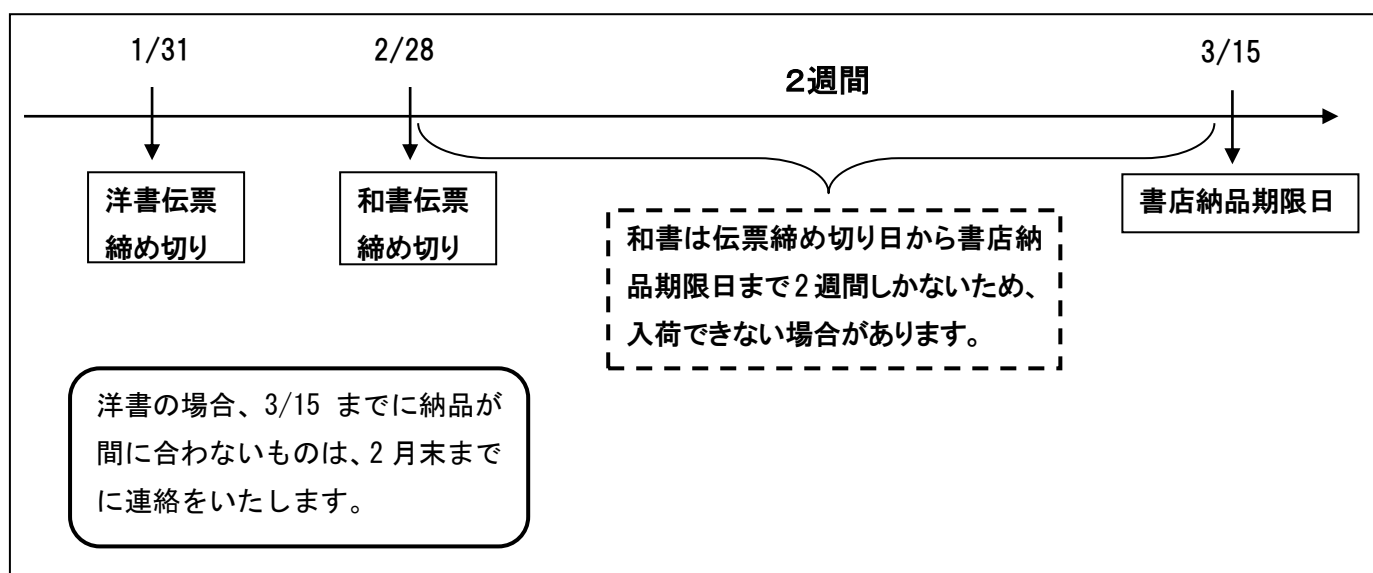 1/31
2/28
3/15
２週間
洋書伝票
締め切り
和書伝票
締め切り
和書は伝票締め切り日から書店納
品期限日まで２週間しかないため、
入荷できない場合があります。
書店納品期限日
洋書の場合、3/15 までに納品が
間に合わないものは、2 月末まで
に連絡をいたします。